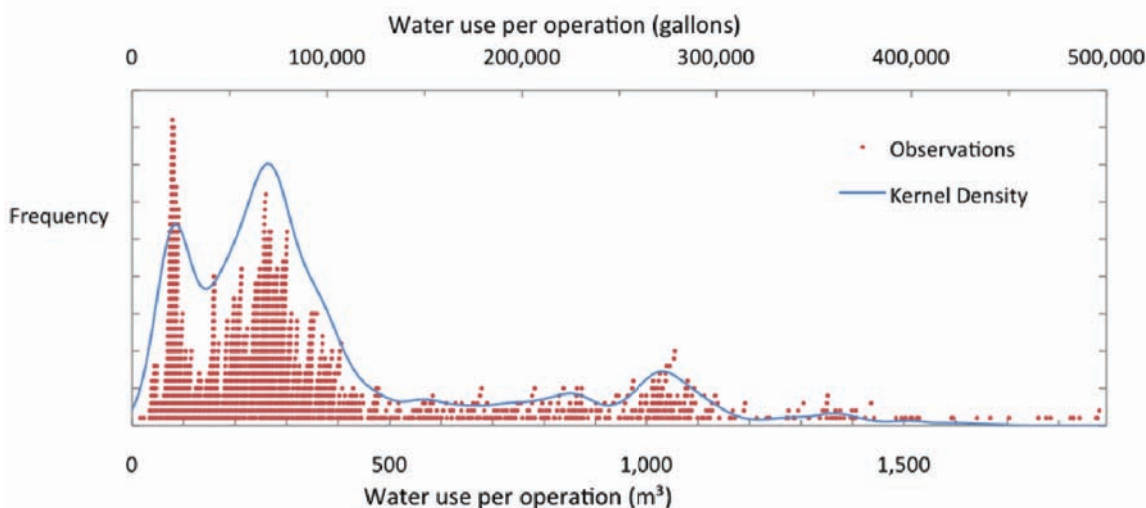 Water use per operation (gallons)
0 100,000 200,000 300,000 400,000 500,000
Observations
Kernel Density
Frequency
0 500 1,000 1,500
Water use per operation (m³)